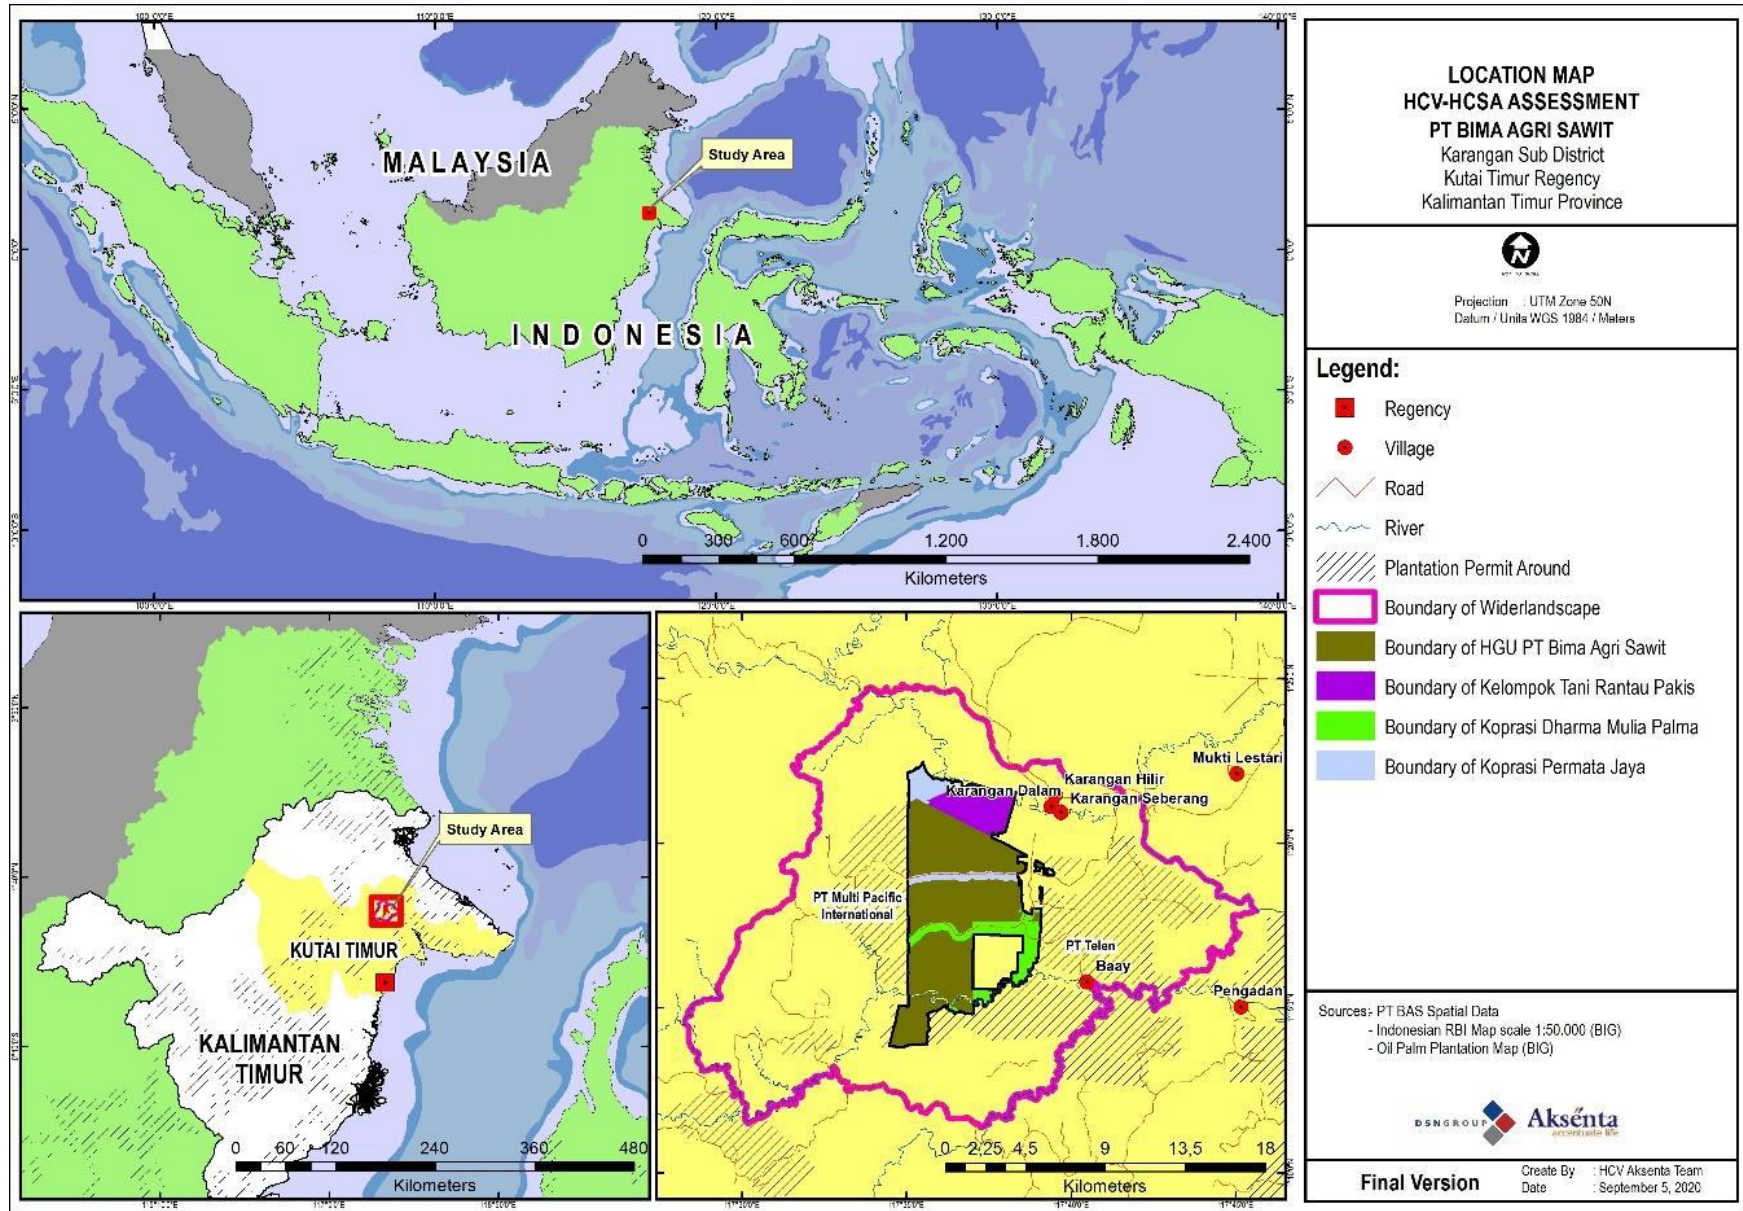 LOCATION MAP
HCV-HCSA ASSESSMENT
PT BIMA AGRI SAWIT
Karangan Sub District
Kutai Timur Regency
Kalimantan Timur Province
N
Projection : UTM Zone 50N
Datum / Units WGS 1984 / Meters
Legend:
Regency
Village
Road
River
Plantation Permit Around
Boundary of Widerlandscape
Boundary of HGU PT Bima Agri Sawit
Boundary of Kelompok Tani Rantau Pakis
Boundary of Koprasi Dharma Mulia Palma
Boundary of Koprasi Permata Jaya
Sources:- PT BAS Spatial Data
- Indonesian RBI Map scale 1:50.000 (BIG)
- Oil Palm Plantation Map (BIG)
DSNGROUP
Aksenta
accentuate life
Final Version
Create By : HCV Aksenta Team
Date : September 5, 2020
MALAYSIA
Study Area
INDONESIA
0 300 600 1.200 1.800 2.400
Kilometers
Study Area
KUTAI TIMUR
KALIMANTAN
TIMUR
0 60 120 240 360 480
Kilometers
Mukti Lestari
Karangan Hilir
Karangan Dalam
Karangan Seberang
PT Multi Pacific
International
PT Telen
Baay
Pengadan
0 2,25 4,5 9 13,5 18
Kilometers